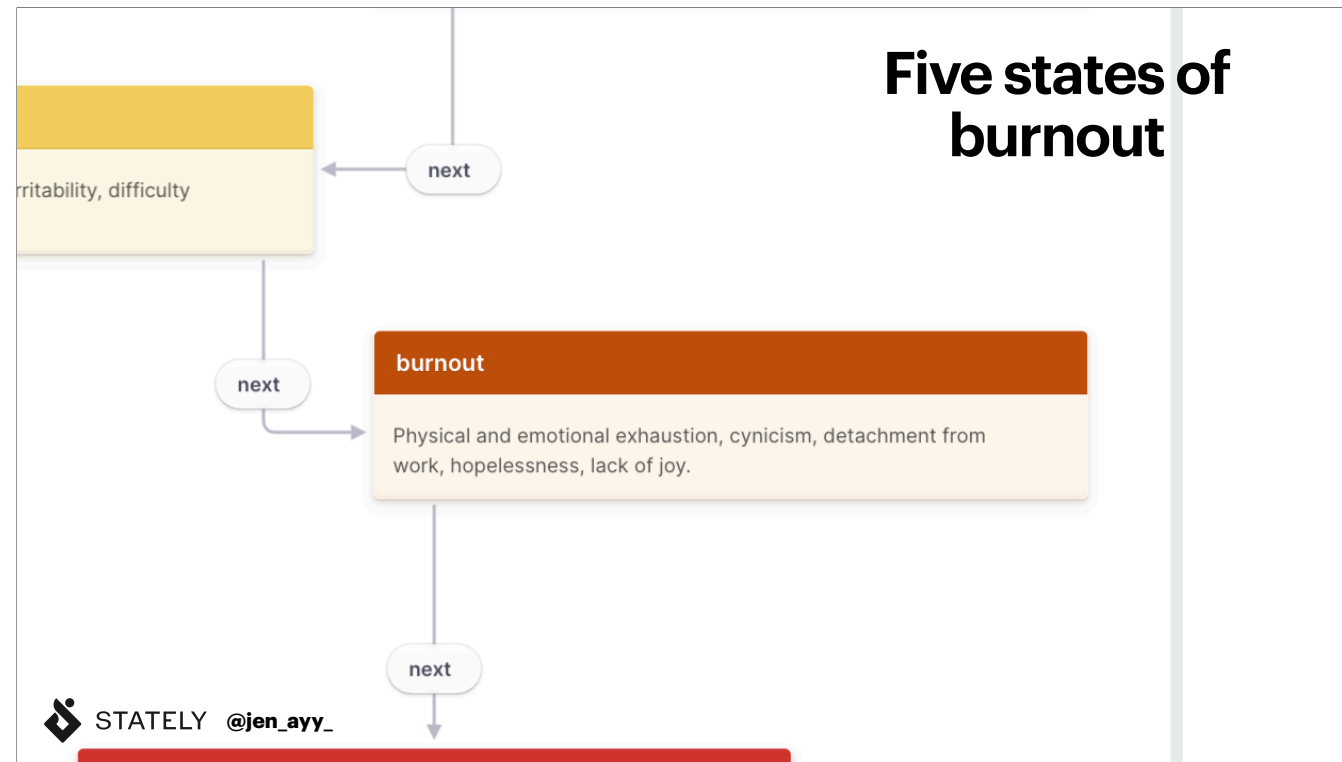 Five states of
burnout
next
rritability, difficulty
next
burnout
Physical and emotional exhaustion, cynicism, detachment from
work, hopelessness, lack of joy.
next
STATELY @jen_ayy_